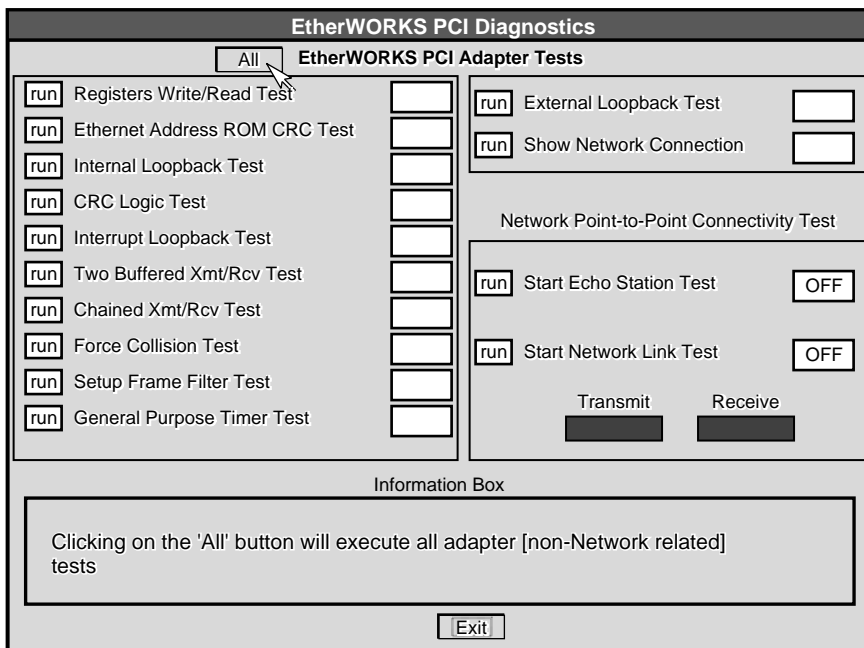 EtherWORKS PCI Diagnostics
All
EtherWORKS PCI Adapter Tests
run Registers Write/Read Test
run Ethernet Address ROM CRC Test
run Internal Loopback Test
run CRC Logic Test
run Interrupt Loopback Test
run Two Buffered Xmt/Rcv Test
run Chained Xmt/Rcv Test
run Force Collision Test
run Setup Frame Filter Test
run General Purpose Timer Test
run External Loopback Test
run Show Network Connection
Network Point-to-Point Connectivity Test
run Start Echo Station Test OFF
run Start Network Link Test OFF
Transmit Receive
Information Box
Clicking on the 'All' button will execute all adapter [non-Network related]
tests
Exit